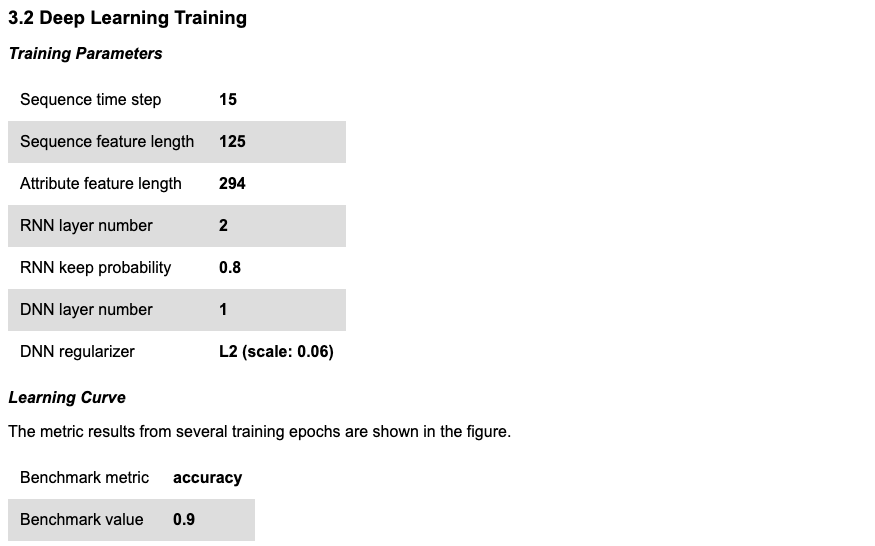 3.2 Deep Learning Training
Training Parameters
Sequence time step 15
Sequence feature length 125
Attribute feature length 294
RNN layer number 2
RNN keep probability 0.8
DNN layer number 1
DNN regularizer L2 (scale: 0.06)
Learning Curve
The metric results from several training epochs are shown in the figure.
Benchmark metric accuracy
Benchmark value 0.9